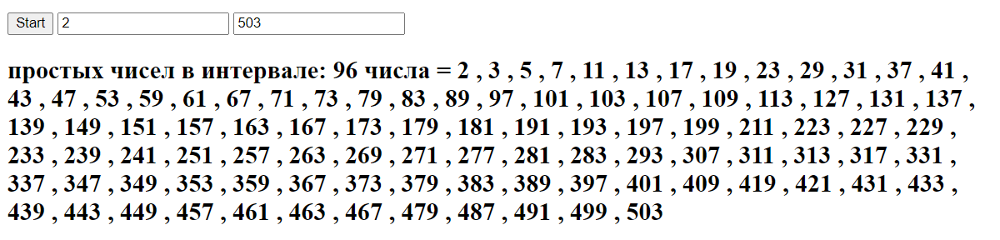 Start 2 503
простых чисел в интервале: 96 числа = 2 , 3 , 5 , 7 , 11 , 13 , 17 , 19 , 23 , 29 , 31 , 37 , 41 ,
43 , 47 , 53 , 59 , 61 , 67 , 71 , 73 , 79 , 83 , 89 , 97 , 101 , 103 , 107 , 109 , 113 , 127 , 131 , 137 ,
139 , 149 , 151 , 157 , 163 , 167 , 173 , 179 , 181 , 191 , 193 , 197 , 199 , 211 , 223 , 227 , 229 ,
233 , 239 , 241 , 251 , 257 , 263 , 269 , 271 , 277 , 281 , 283 , 293 , 307 , 311 , 313 , 317 , 331 ,
337 , 347 , 349 , 353 , 359 , 367 , 373 , 379 , 383 , 389 , 397 , 401 , 409 , 419 , 421 , 431 , 433 ,
439 , 443 , 449 , 457 , 461 , 463 , 467 , 479 , 487 , 491 , 499 , 503